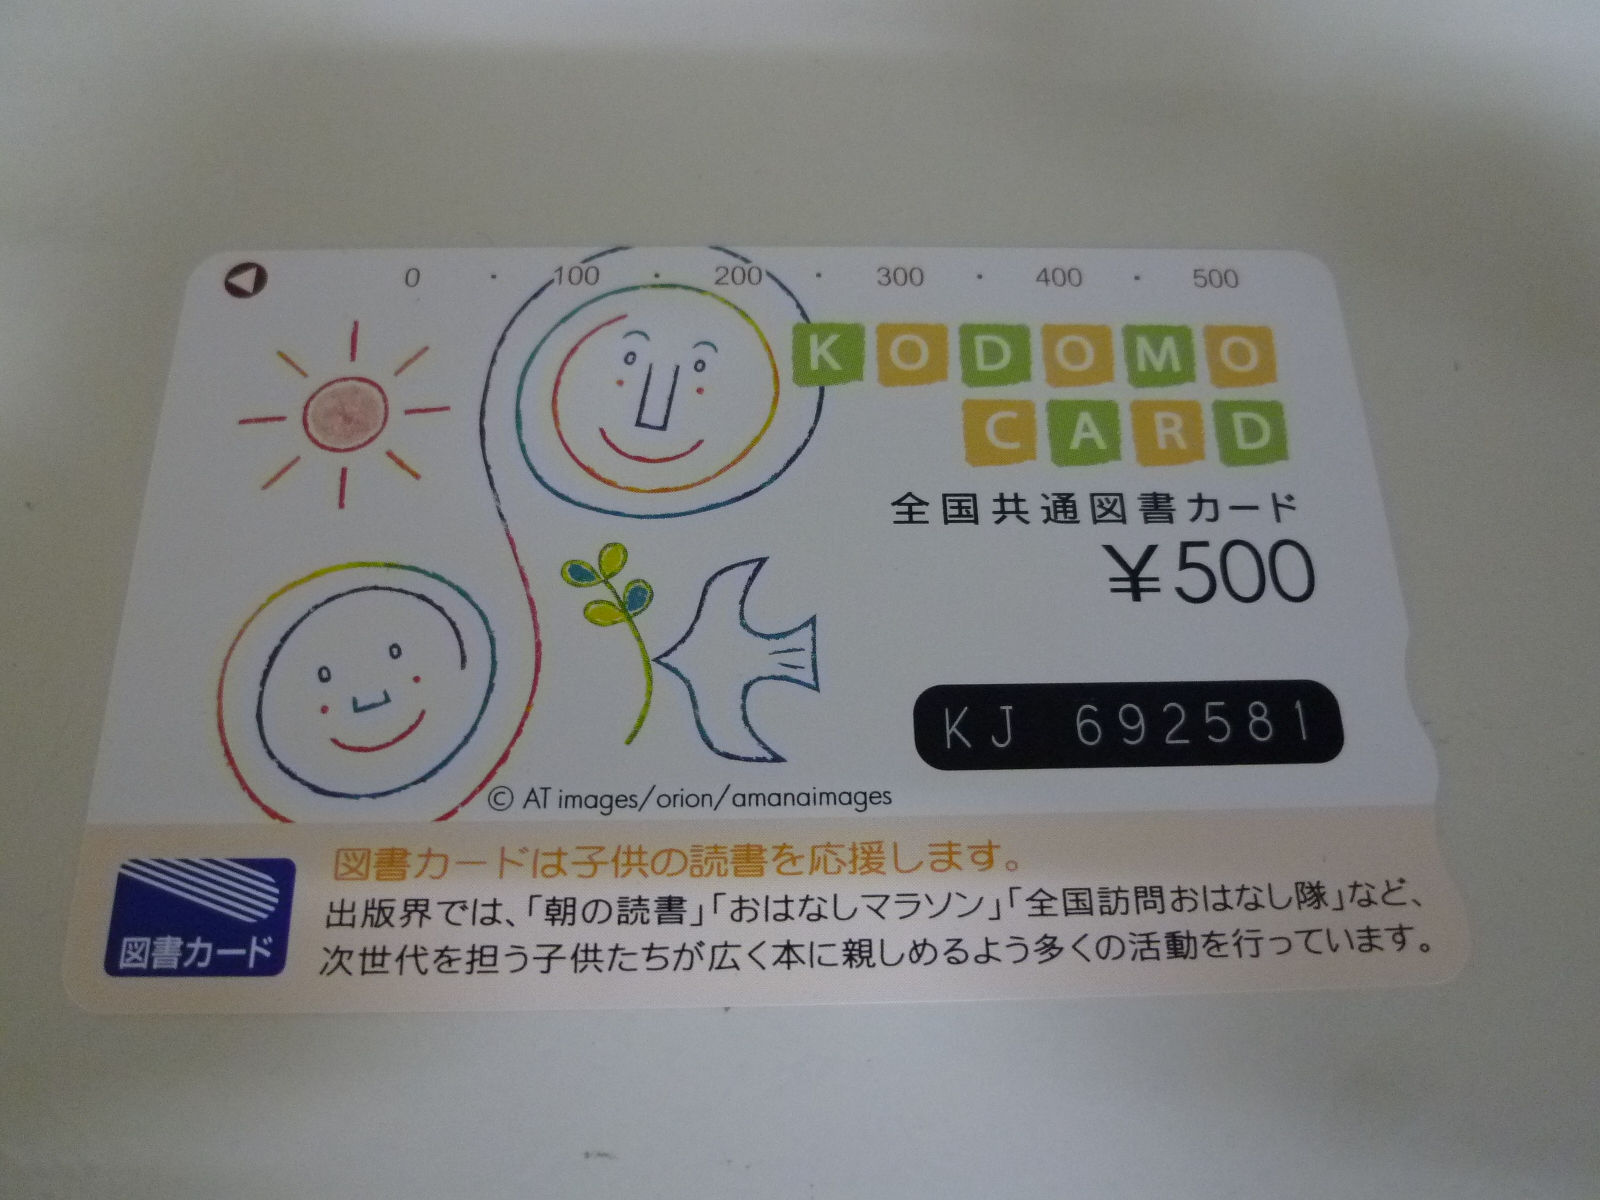 0 ・ 100 ・ 200 ・ 300 ・ 400 ・ 500
KODOMO
CARD
全国共通図書カード
¥500
KJ 692581
© AT images/orion/amanaimages
図書カードは子供の読書を応援します。
出版界では、「朝の読書」「おはなしマラソン」「全国訪問おはなし隊」など、
次世代を担う子供たちが広く本に親しめるよう多くの活動を行っています。
図書カード